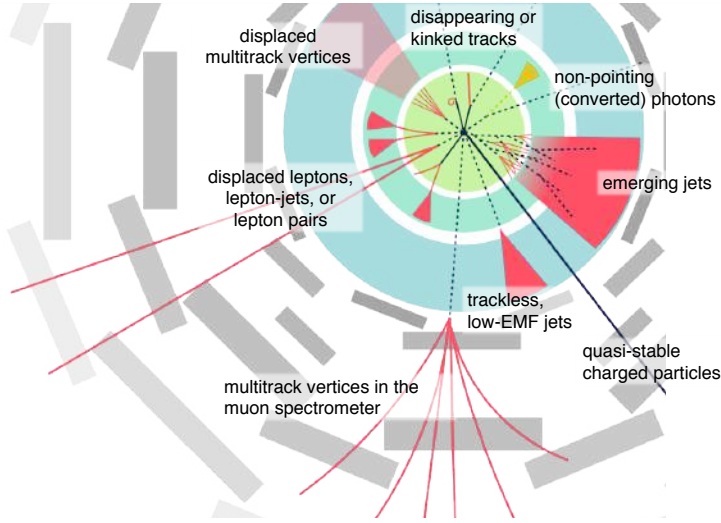 disappearing or
kinked tracks
displaced
multitrack vertices
non-pointing
(converted) photons
displaced leptons,
lepton-jets, or
lepton pairs
emerging jets
trackless,
low-EMF jets
quasi-stable
charged particles
multitrack vertices in the
muon spectrometer